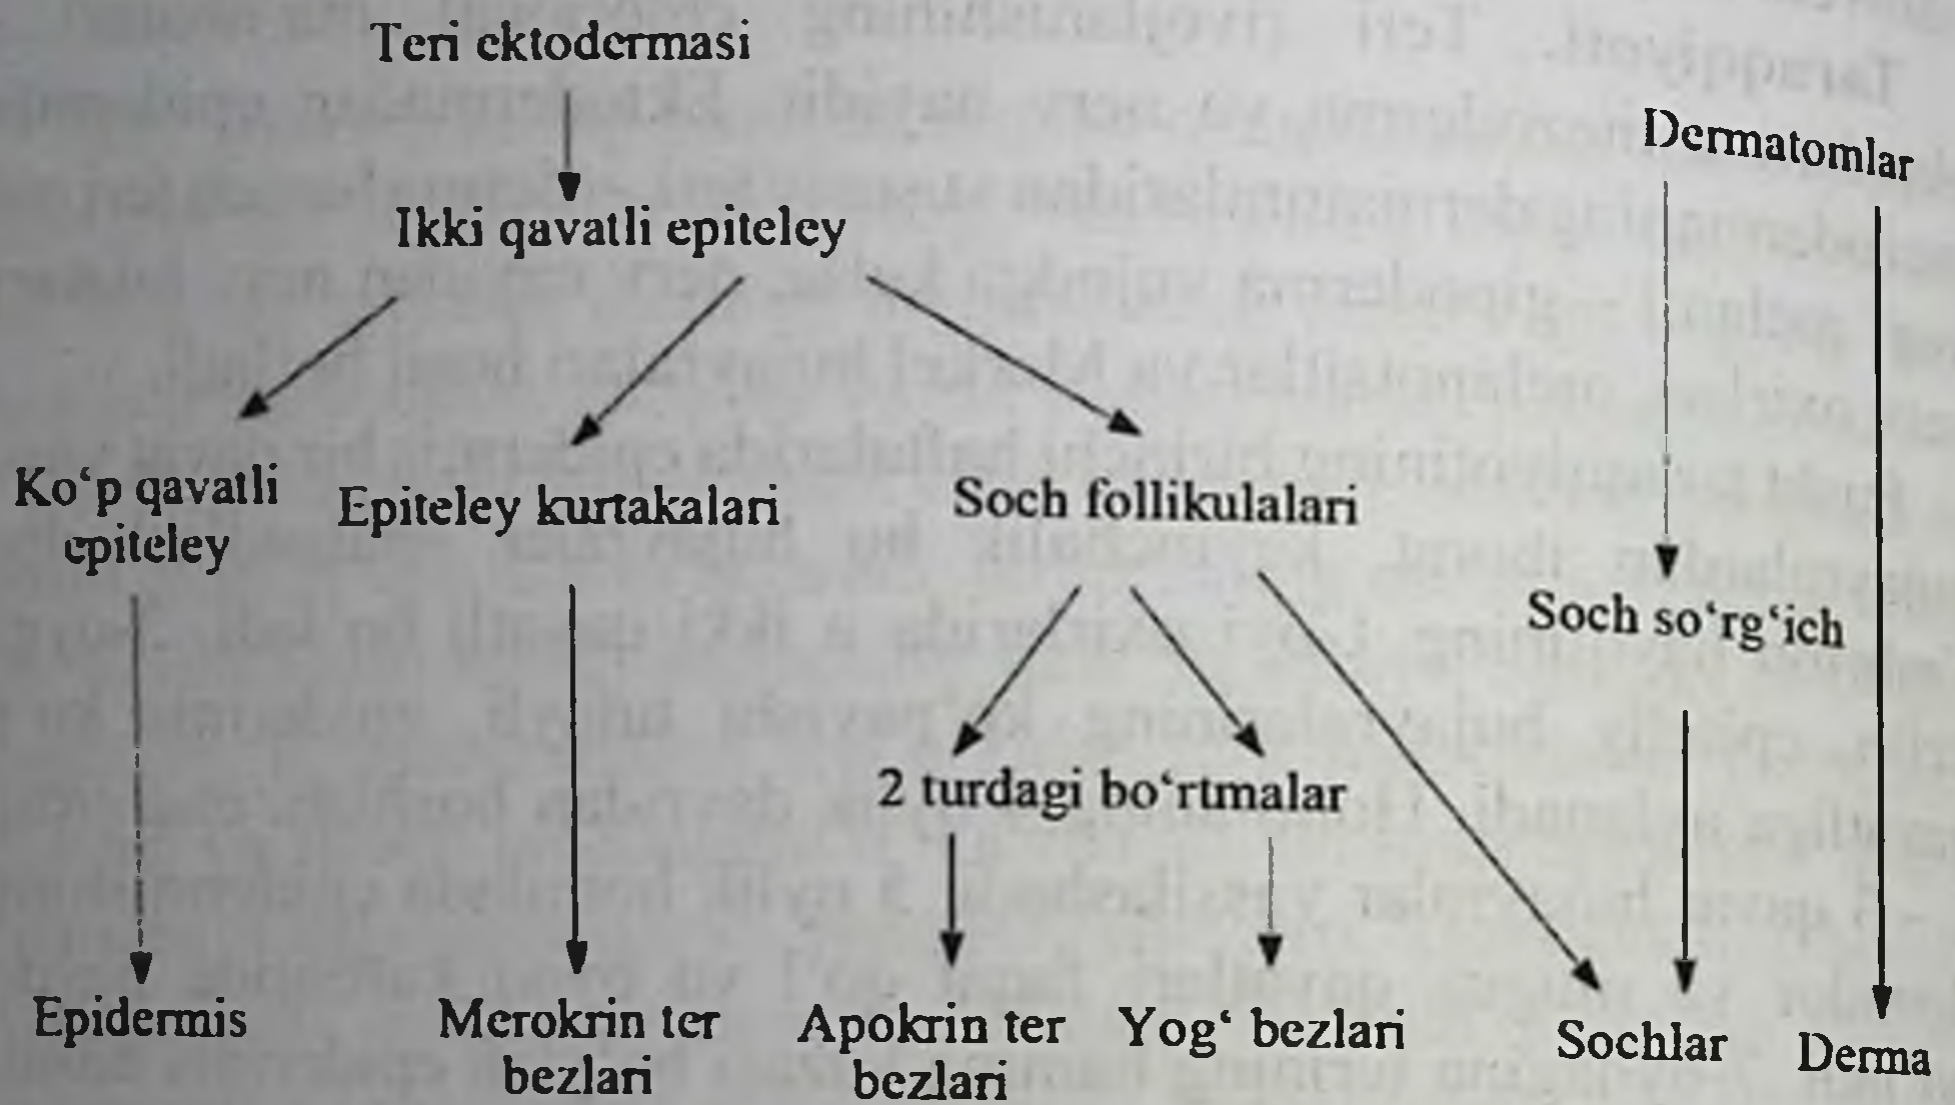 Teri ektodermasi
Dermatomlar
Ikki qavatli epiteley
Ko‘p qavatli
epiteley
Epiteley kurtakalari
Soch follikulalari
Soch so‘rg‘ich
2 turdagi bo‘rtmalar
Epidermis
Merokrin ter
bezlari
Apokrin ter
bezlari
Yog‘ bezlari
Sochlar
Derma